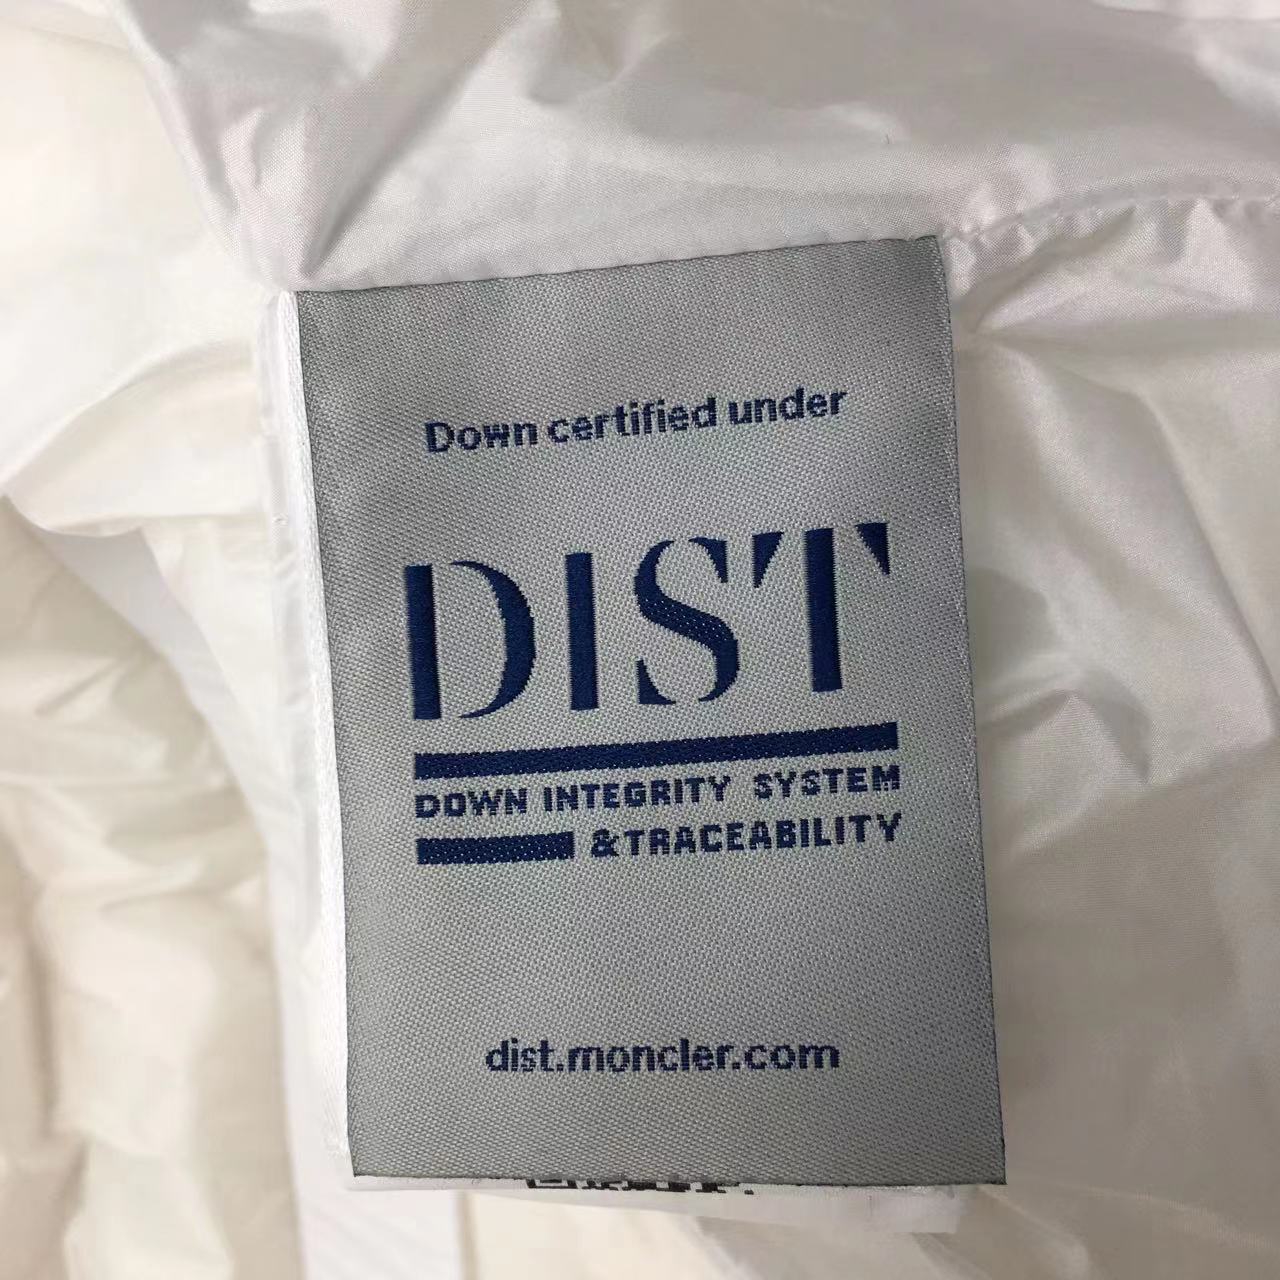 Down certified under
DIST
DOWN INTEGRITY SYSTEM
&TRACEABILITY
dist.moncler.com